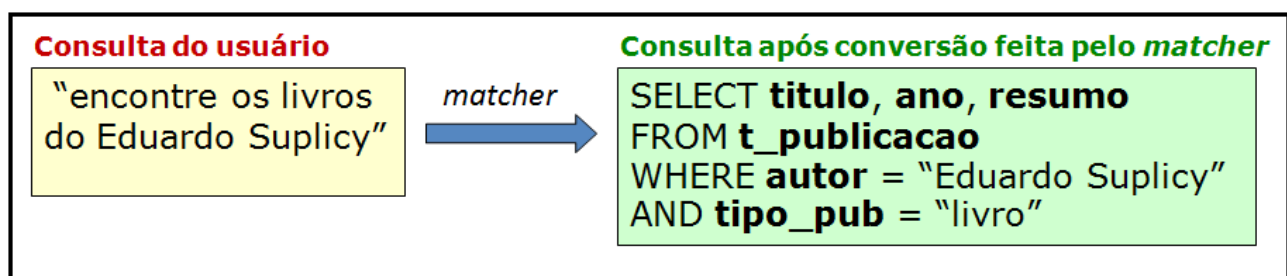 Consulta do usuário
“encontre os livros
do Eduardo Suplicy”
matcher
Consulta após conversão feita pelo matcher
SELECT titulo, ano, resumo
FROM t_publicacao
WHERE autor = “Eduardo Suplicy”
AND tipo_pub = “livro”